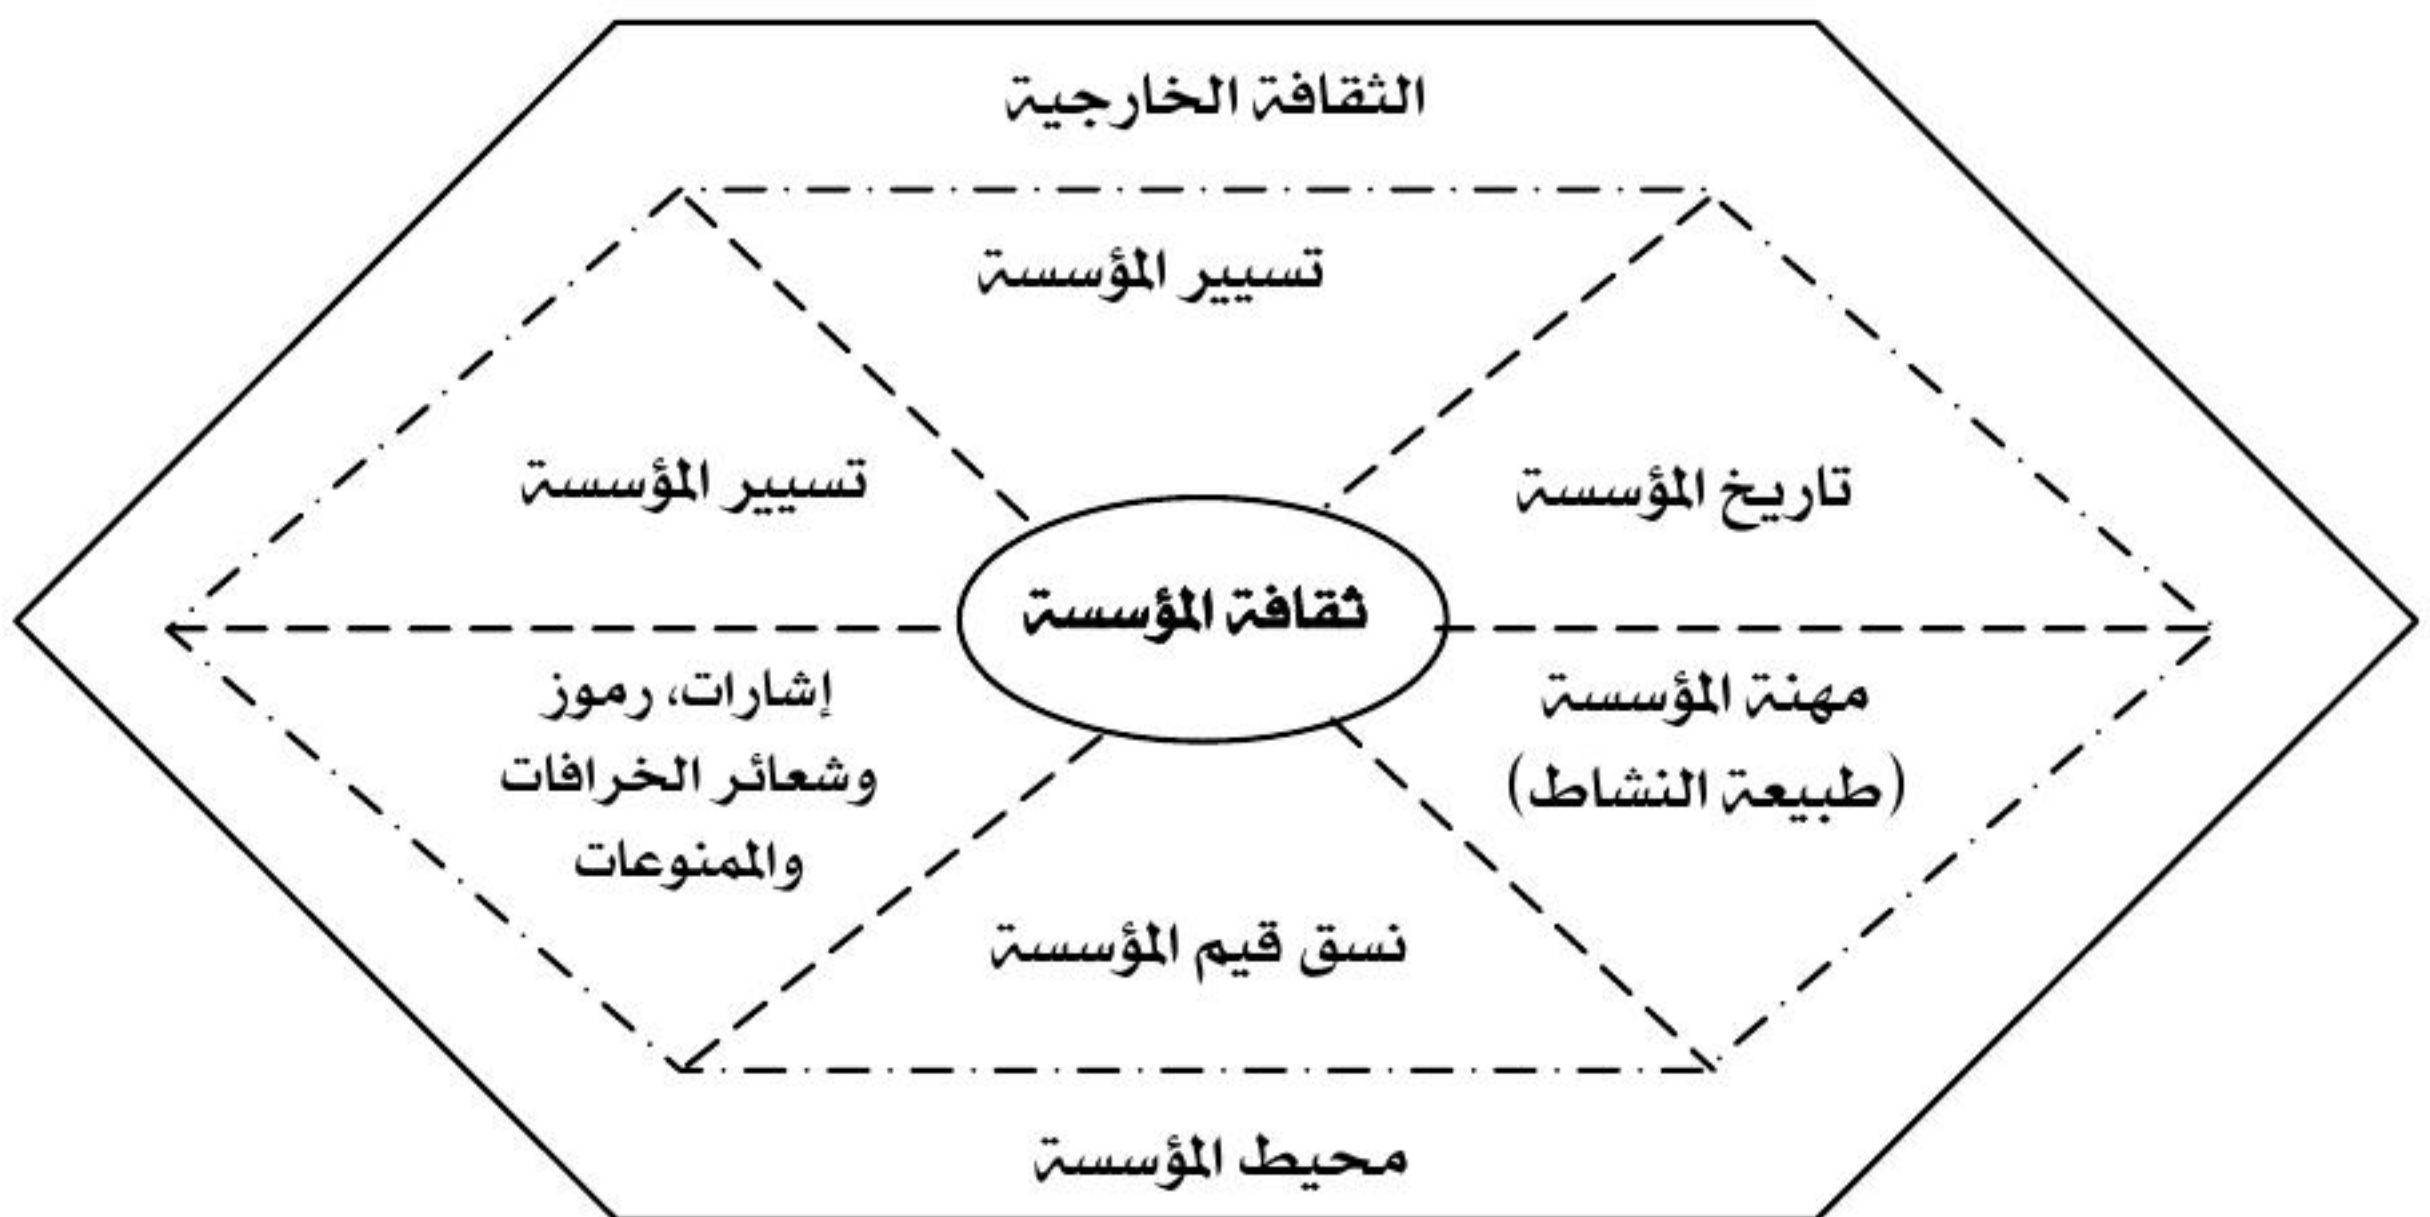 الثقافة الخارجية
تسيير المؤسسة
تسيير المؤسسة
تاريخ المؤسسة
ثقافة المؤسسة
إشارات، رموز
وشعائر الخرافات
والممنوعات
مهنة المؤسسة
(طبيعة النشاط)
نسق قيم المؤسسة
محيط المؤسسة